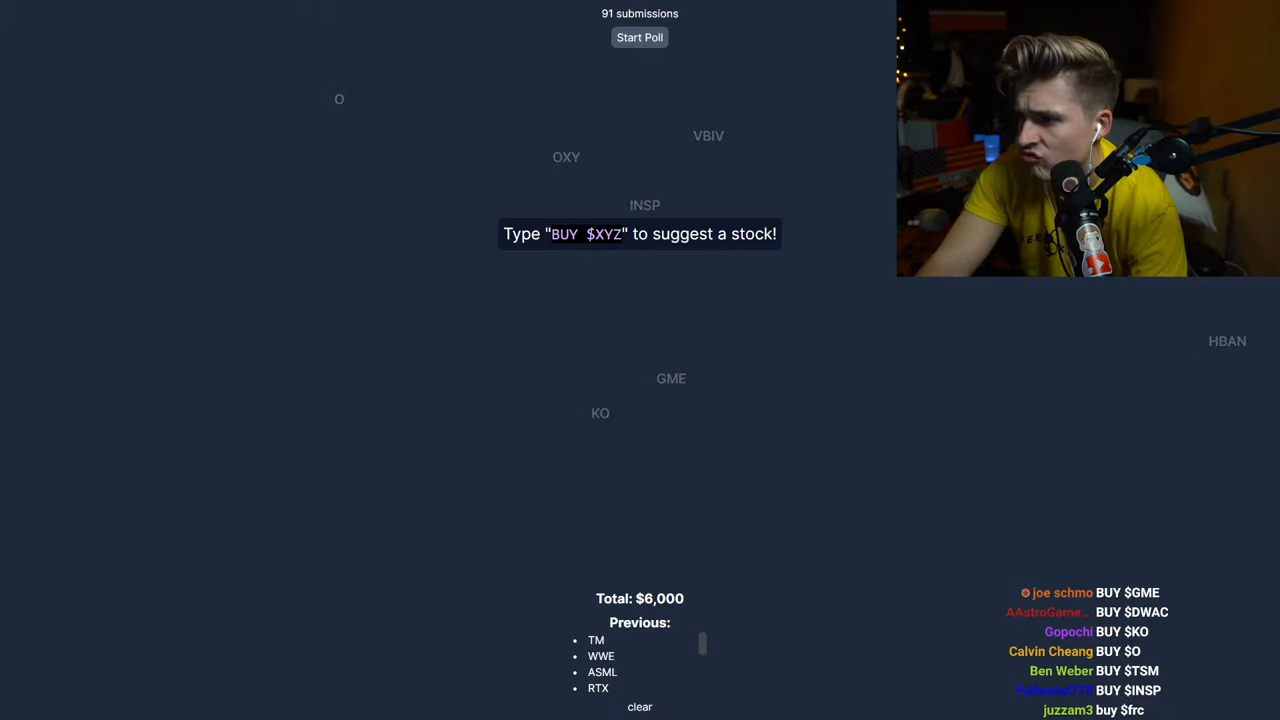 91 submissions
Start Poll
O
VBIV
OXY
INSP
Type "BUY $XYZ" to suggest a stock!
HBAN
GME
KO
Total: $6,000
Previous:
• TM
• WWE
• ASML
• RTX
clear
joe schmo BUY $GME
AAstroGame... BUY $DWAC
Gopochi BUY $KO
Calvin Cheang BUY $O
Ben Weber BUY $TSM
BUY $INSP
juzzam3 buy $frc